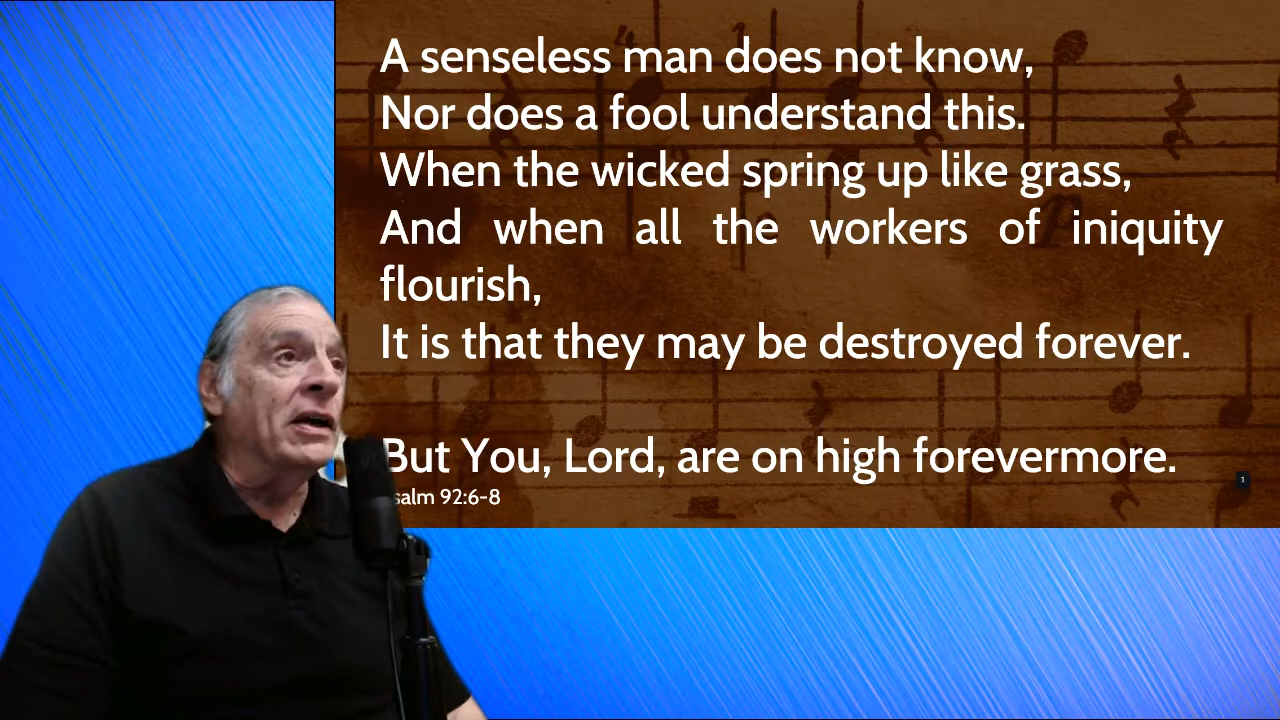 A senseless man does not know,
Nor does a fool understand this.
When the wicked spring up like grass,
And when all the workers of iniquity
flourish,
It is that they may be destroyed forever.
But You, Lord, are on high forevermore.
salm 92:6-8
1